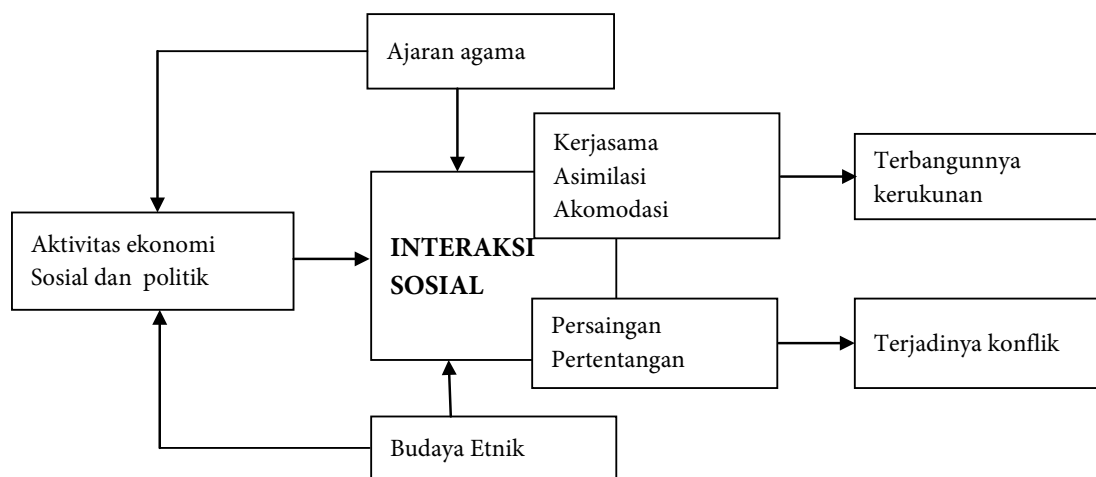 Ajaran agama
Kerjasama
Asimilasi
Akomodasi
Terbangunnya
kerukunan
Aktivitas ekonomi
Sosial dan politik
INTERAKSI
SOSIAL
Persaingan
Pertentangan
Terjadinya konflik
Budaya Etnik